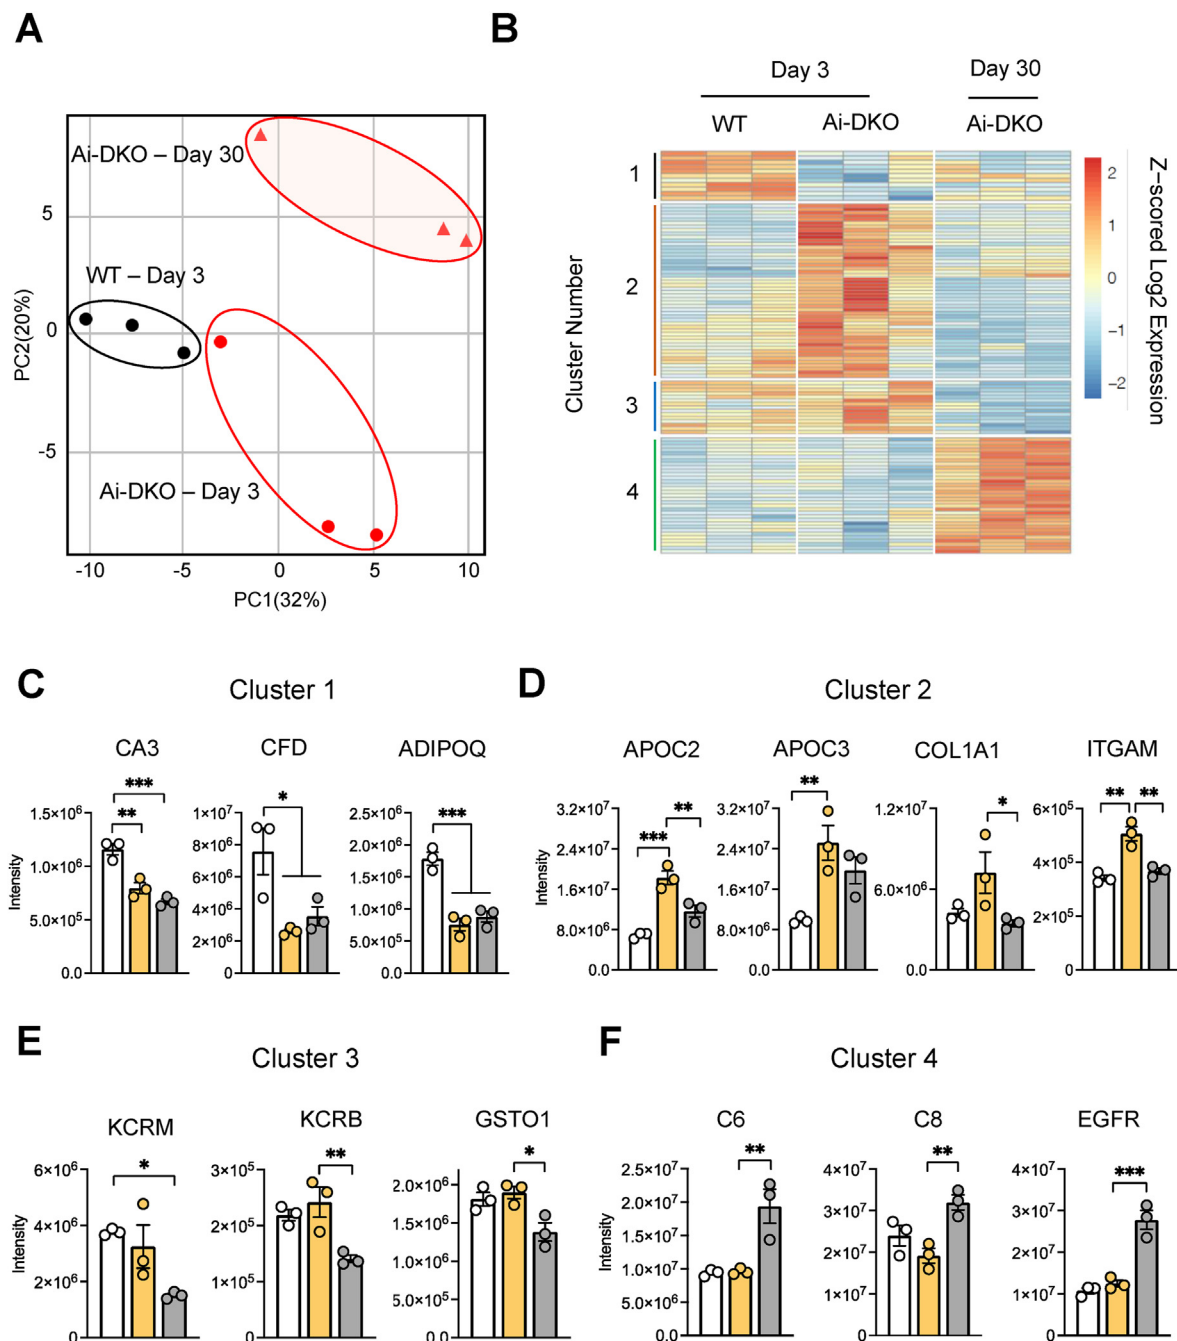 A
Ai-DKO – Day 30
WT – Day 3
Ai-DKO – Day 3
PC2(20%)
5
0
-5
-10
-5
0
5
10
PC1(32%)
B
Day 3
Day 30
WT
Ai-DKO
Ai-DKO
Cluster Number
1
2
3
4
2
1
0
−1
−2
Z-scored Log2 Expression
C
Cluster 1
CA3
CFD
ADIPOQ
***
**
*
***
Intensity
1.5×10⁶
1.0×10⁶
5.0×10⁵
0.0
1×10⁷
8×10⁶
6×10⁶
4×10⁶
2×10⁶
0
2.5×10⁶
2.0×10⁶
1.5×10⁶
1.0×10⁶
5.0×10⁵
0.0
D
Cluster 2
APOC2
APOC3
COL1A1
ITGAM
***
**
**
*
**
**
Intensity
3.2×10⁷
2.4×10⁷
1.6×10⁷
8.0×10⁶
0.0
3.2×10⁷
2.4×10⁷
1.6×10⁷
8.0×10⁶
0.0
1.2×10⁷
6.0×10⁶
0.0
6×10⁵
4×10⁵
2×10⁵
0
E
Cluster 3
KCRM
KCRB
GSTO1
*
**
*
Intensity
6×10⁶
4×10⁶
2×10⁶
0
3×10⁵
2×10⁵
1×10⁵
0
2.0×10⁶
1.5×10⁶
1.0×10⁶
5.0×10⁵
0.0
F
Cluster 4
C6
C8
EGFR
**
**
***
Intensity
2.5×10⁷
2.0×10⁷
1.5×10⁷
1.0×10⁷
5.0×10⁶
0.0
4×10⁷
3×10⁷
2×10⁷
1×10⁷
0
4×10⁷
3×10⁷
2×10⁷
1×10⁷
0